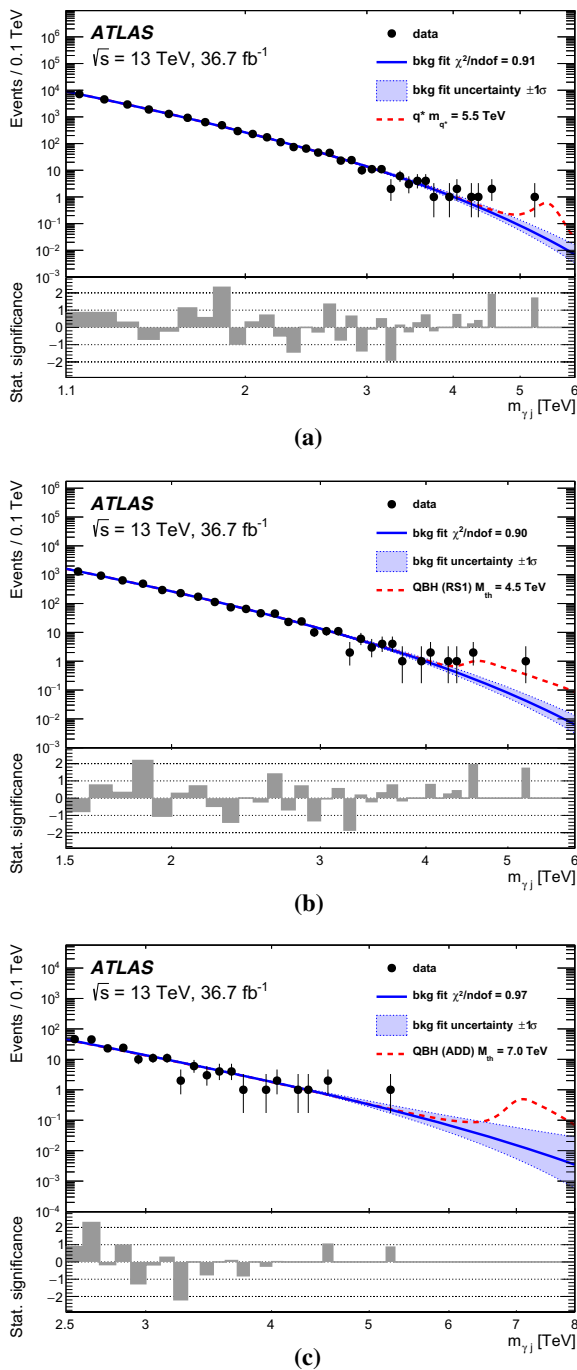 Events / 0.1 TeV
10⁶
10⁵
10⁴
10³
10²
10
1
10⁻¹
10⁻²
10⁻³
ATLAS
√s = 13 TeV, 36.7 fb⁻¹
data
bkg fit χ²/ndof = 0.91
bkg fit uncertainty ±1σ
q* m_q* = 5.5 TeV
Stat. significance
2
1
0
−1
−2
1.1 2 3 4 5 6
m_γj [TeV]
(a)
Events / 0.1 TeV
10⁶
10⁵
10⁴
10³
10²
10
1
10⁻¹
10⁻²
10⁻³
ATLAS
√s = 13 TeV, 36.7 fb⁻¹
data
bkg fit χ²/ndof = 0.90
bkg fit uncertainty ±1σ
QBH (RS1) M_th = 4.5 TeV
Stat. significance
2
1
0
−1
−2
1.5 2 3 4 5 6
m_γj [TeV]
(b)
Events / 0.1 TeV
10⁴
10³
10²
10
1
10⁻¹
10⁻²
10⁻³
10⁻⁴
ATLAS
√s = 13 TeV, 36.7 fb⁻¹
data
bkg fit χ²/ndof = 0.97
bkg fit uncertainty ±1σ
QBH (ADD) M_th = 7.0 TeV
Stat. significance
2
1
0
−1
−2
2.5 3 4 5 6 7 8
m_γj [TeV]
(c)